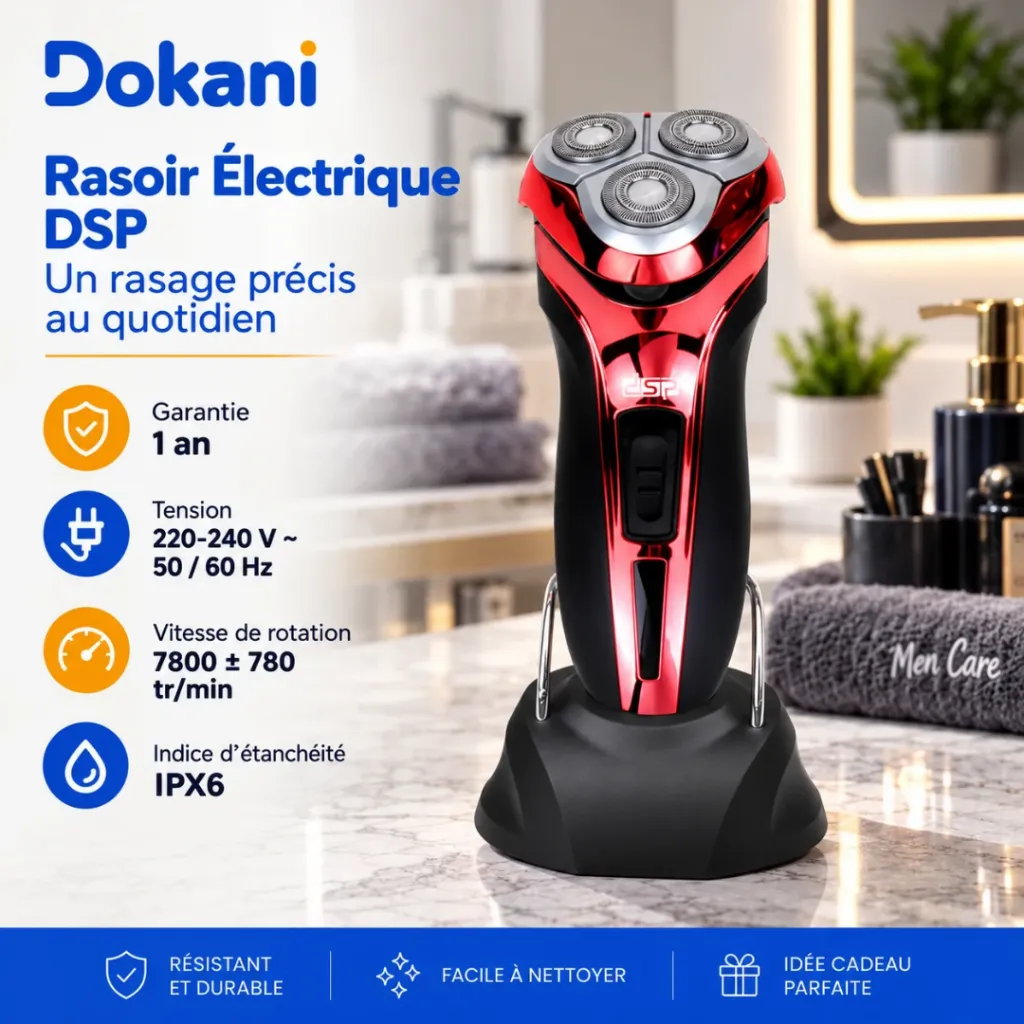 Dokani
Rasoir Électrique
DSP
Un rasage précis
au quotidien
Garantie
1 an
Tension
220-240 V ~
50 / 60 Hz
Vitesse de rotation
7800 ± 780
tr/min
Indice d'étanchéité
IPX6
dsp
Men Care
RÉSISTANT
ET DURABLE
FACILE À NETTOYER
IDÉE CADEAU
PARFAITE